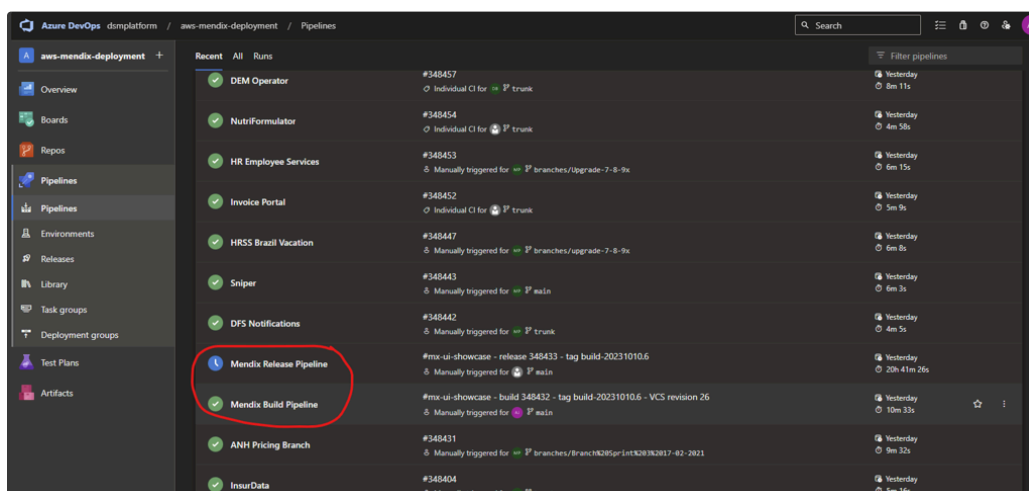 Azure DevOps dsmplatform / aws-mendix-deployment / Pipelines
Search
A aws-mendix-deployment +
Recent All Runs
Filter pipelines
Overview
Boards
Repos
Pipelines
Pipelines
Environments
Releases
Library
Task groups
Deployment groups
Test Plans
Artifacts
DEM Operator
#348457
Individual CI for trunk
Yesterday
8m 11s
NutriFormulator
#348454
Individual CI for trunk
Yesterday
4m 58s
HR Employee Services
#348453
Manually triggered for branches/Upgrade-7-8-9x
Yesterday
6m 15s
Invoice Portal
#348452
Individual CI for trunk
Yesterday
5m 9s
HRSS Brazil Vacation
#348447
Manually triggered for branches/upgrade-7-8-9x
Yesterday
6m 8s
Sniper
#348443
Manually triggered for main
Yesterday
6m 3s
DFS Notifications
#348442
Manually triggered for trunk
Yesterday
4m 5s
Mendix Release Pipeline
#mx-ui-showcase - release 348433 - tag build-20231010.6
Manually triggered for main
Yesterday
20h 41m 26s
Mendix Build Pipeline
#mx-ui-showcase - build 348432 - tag build-20231010.6 - VCS revision 26
Manually triggered for main
Yesterday
10m 33s
ANH Pricing Branch
#348431
Manually triggered for branches/Branch%20Sprint%203%2017-02-2021
Yesterday
9m 32s
InsurData
#348404
Yesterday